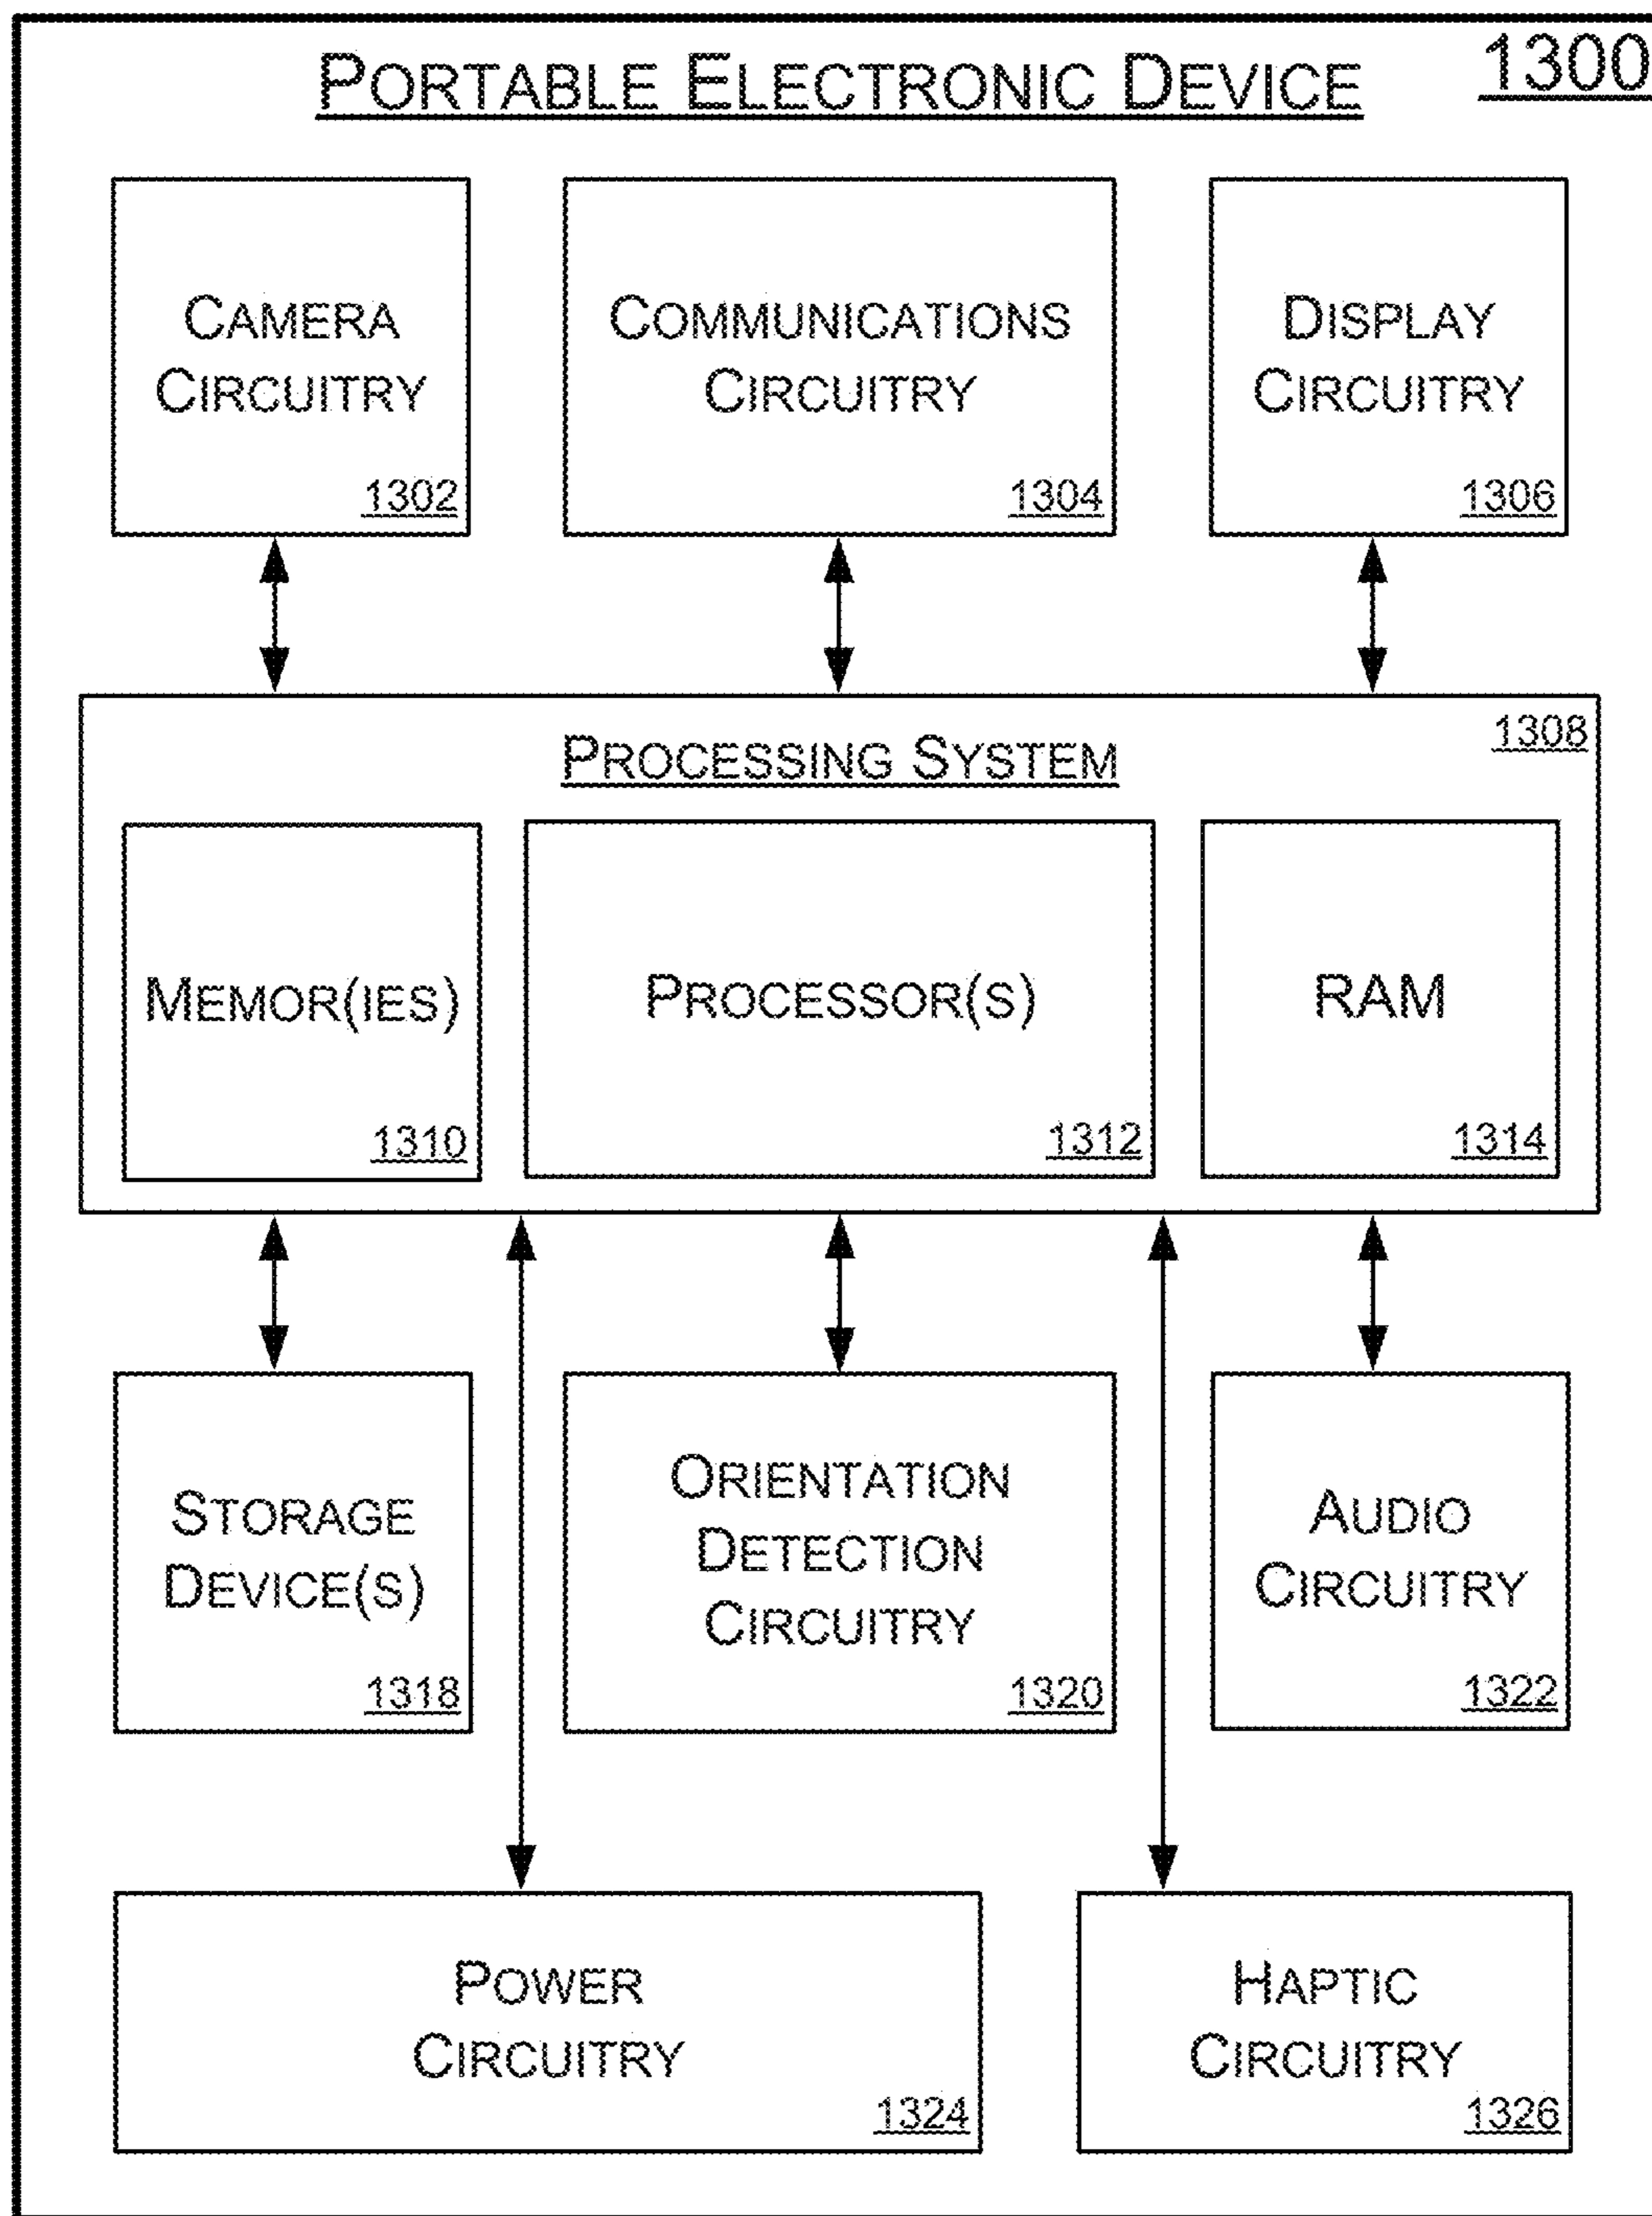 PORTABLE ELECTRONIC DEVICE 1300
CAMERA
CIRCUITRY
1302
COMMUNICATIONS
CIRCUITRY
1304
DISPLAY
CIRCUITRY
1306
PROCESSING SYSTEM
1308
MEMOR(IES)
1310
PROCESSOR(S)
1312
RAM
1314
STORAGE
DEVICE(S)
1318
ORIENTATION
DETECTION
CIRCUITRY
1320
AUDIO
CIRCUITRY
1322
POWER
CIRCUITRY
1324
HAPTIC
CIRCUITRY
1326